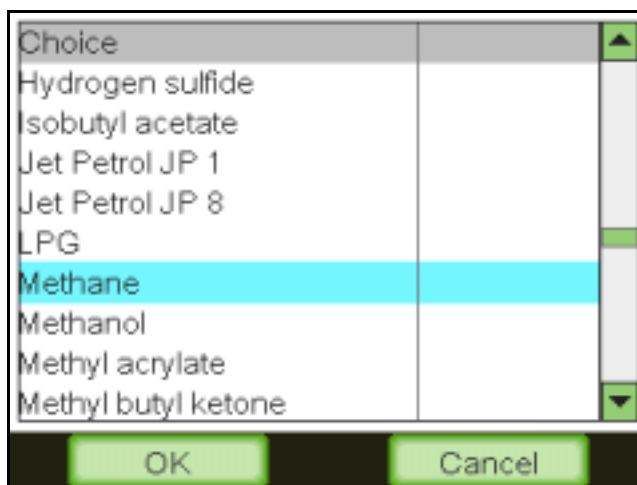 Choice
Hydrogen sulfide
Isobutyl acetate
Jet Petrol JP 1
Jet Petrol JP 8
LPG
Methane
Methanol
Methyl acrylate
Methyl butyl ketone
OK Cancel